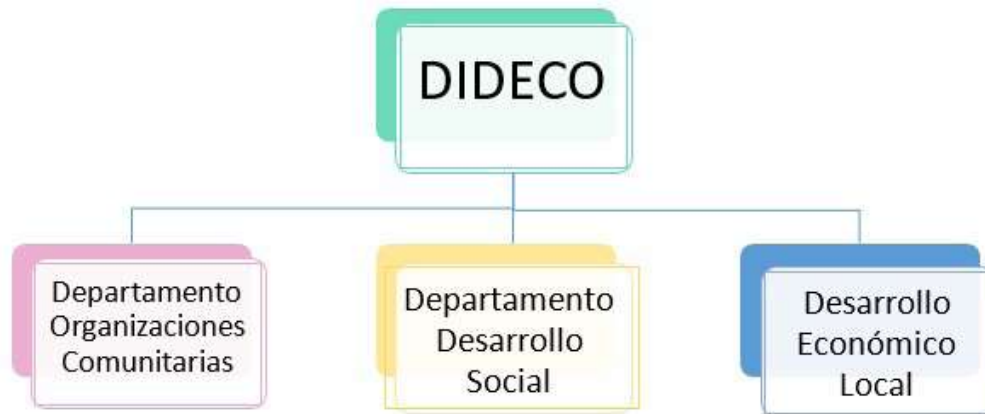 DIDECO
Departamento
Organizaciones
Comunitarias
Departamento
Desarrollo
Social
Desarrollo
Económico
Local